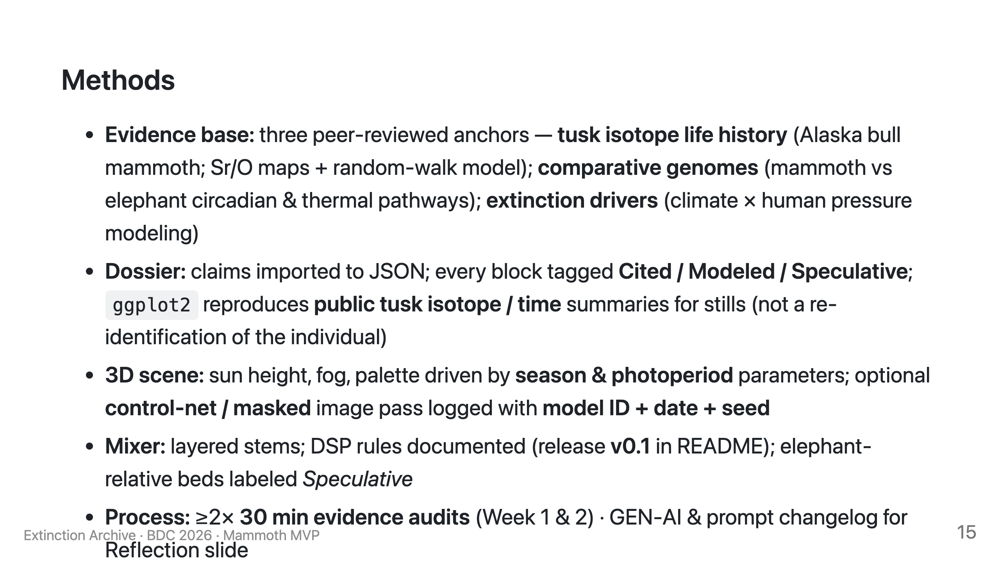 Methods
• Evidence base: three peer-reviewed anchors — tusk isotope life history (Alaska bull
mammoth; Sr/O maps + random-walk model); comparative genomes (mammoth vs
elephant circadian & thermal pathways); extinction drivers (climate × human pressure
modeling)
• Dossier: claims imported to JSON; every block tagged Cited / Modeled / Speculative;
ggplot2 reproduces public tusk isotope / time summaries for stills (not a re-
identification of the individual)
• 3D scene: sun height, fog, palette driven by season & photoperiod parameters; optional
control-net / masked image pass logged with model ID + date + seed
• Mixer: layered stems; DSP rules documented (release v0.1 in README); elephant-
relative beds labeled Speculative
• Process: ≥2× 30 min evidence audits (Week 1 & 2) · GEN-AI & prompt changelog for
Reflection slide
Extinction Archive · BDC 2026 · Mammoth MVP
15